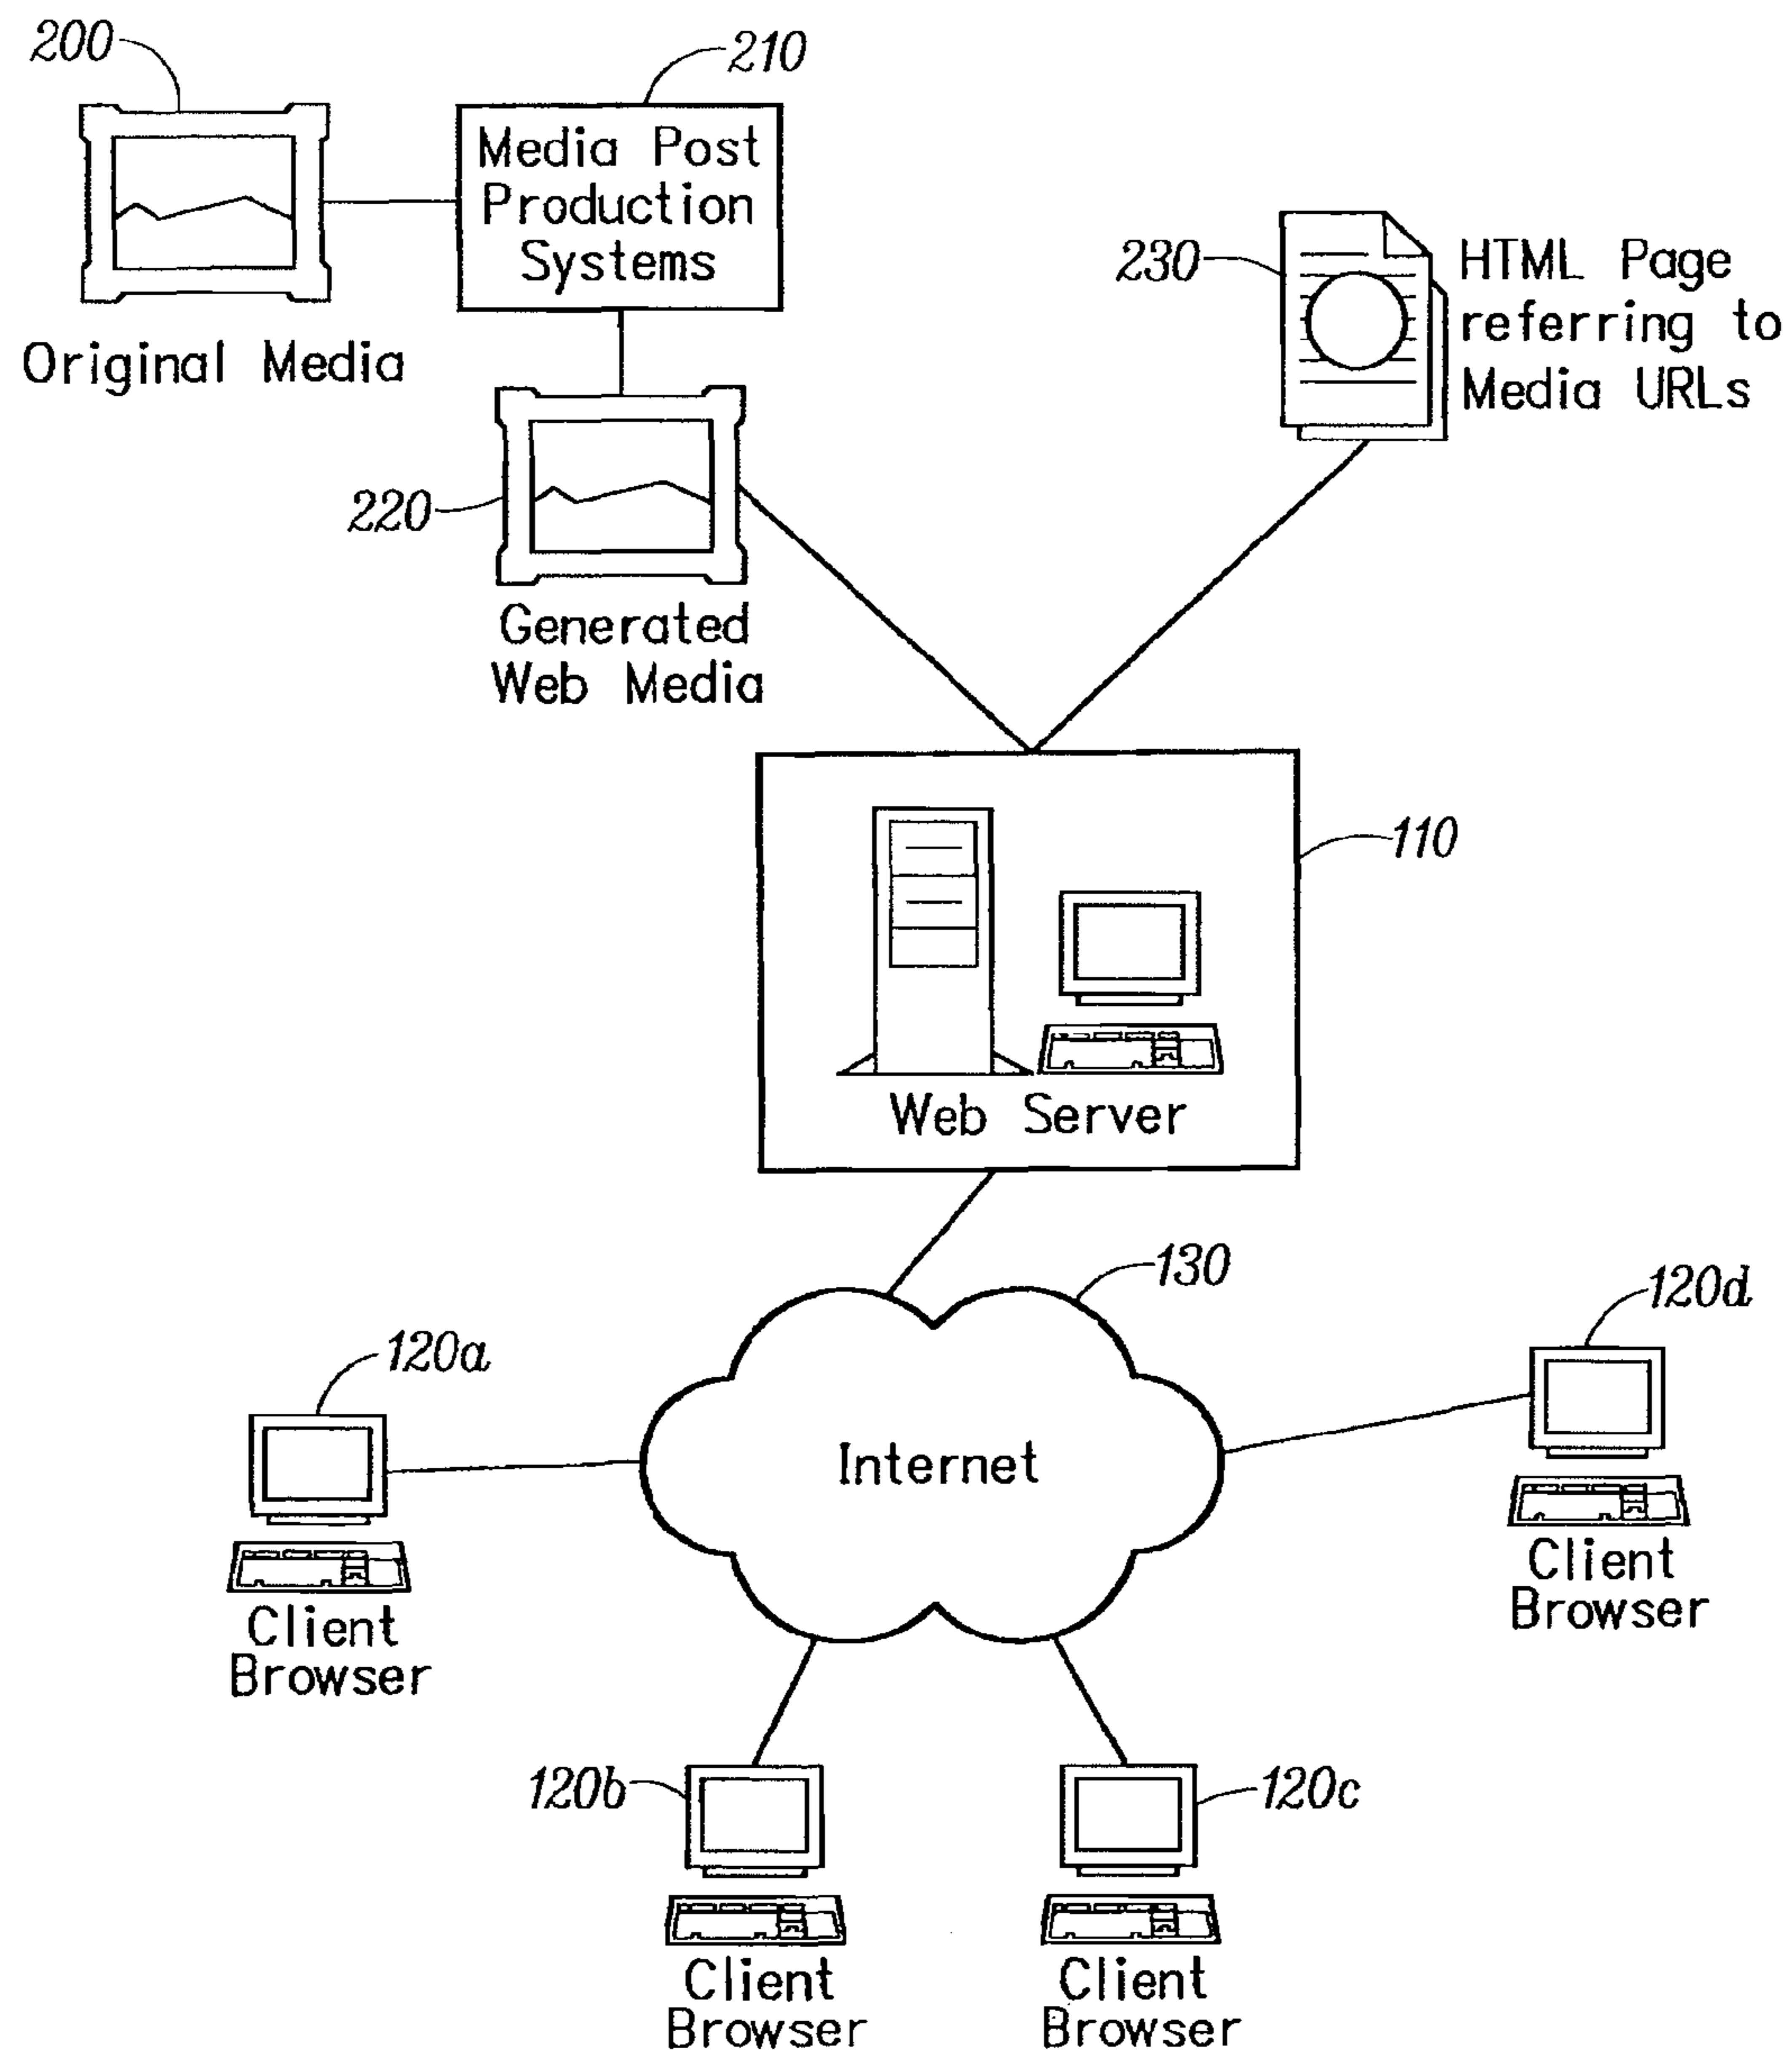 200
210
Media Post
Production
Systems
Original Media
230
HTML Page
referring to
Media URLs
220
Generated
Web Media
110
Web Server
130
120d
120a
Internet
Client
Browser
Client
Browser
120b
120c
Client
Browser
Client
Browser